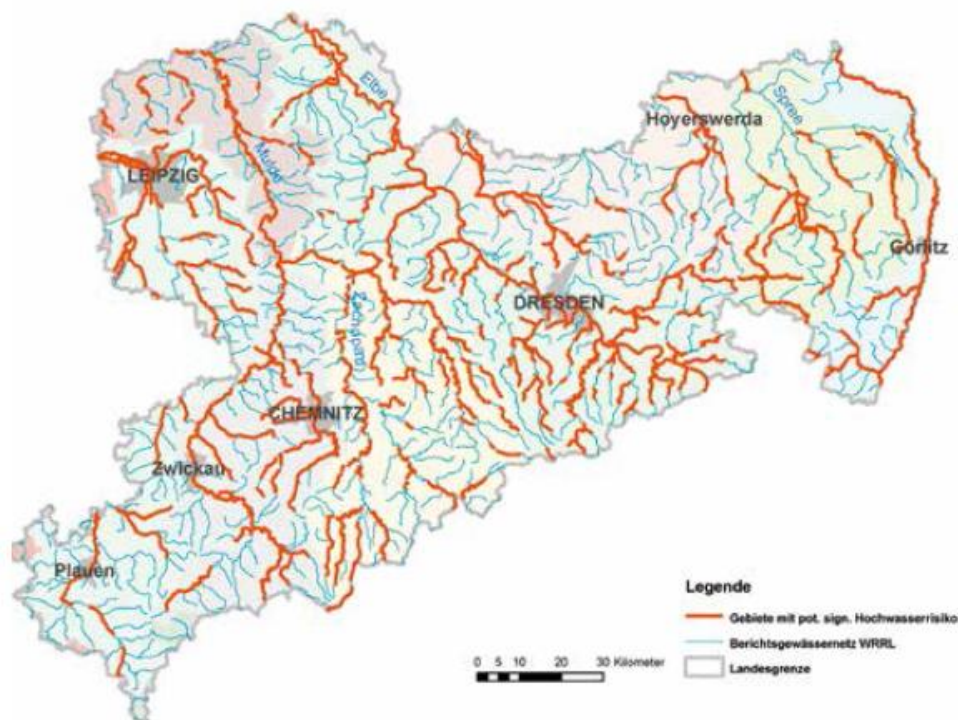 Elbe
Hoyerswerda
Spree
LEIPZIG
Mulde
Görlitz
DRESDEN
Zschopau
CHEMNITZ
Zwickau
Plauen
Legende
Gebiete mit pot. sign. Hochwasserrisiko
Berichtsgewässernetz WRRL
Landesgrenze
0 5 10 20 30 Kilometer